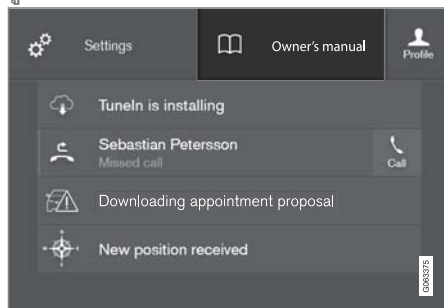 Settings
Owner's manual
Profile
TuneIn is installing
Sebastian Petersson
Missed call
Call
Downloading appointment proposal
New position received
G063375